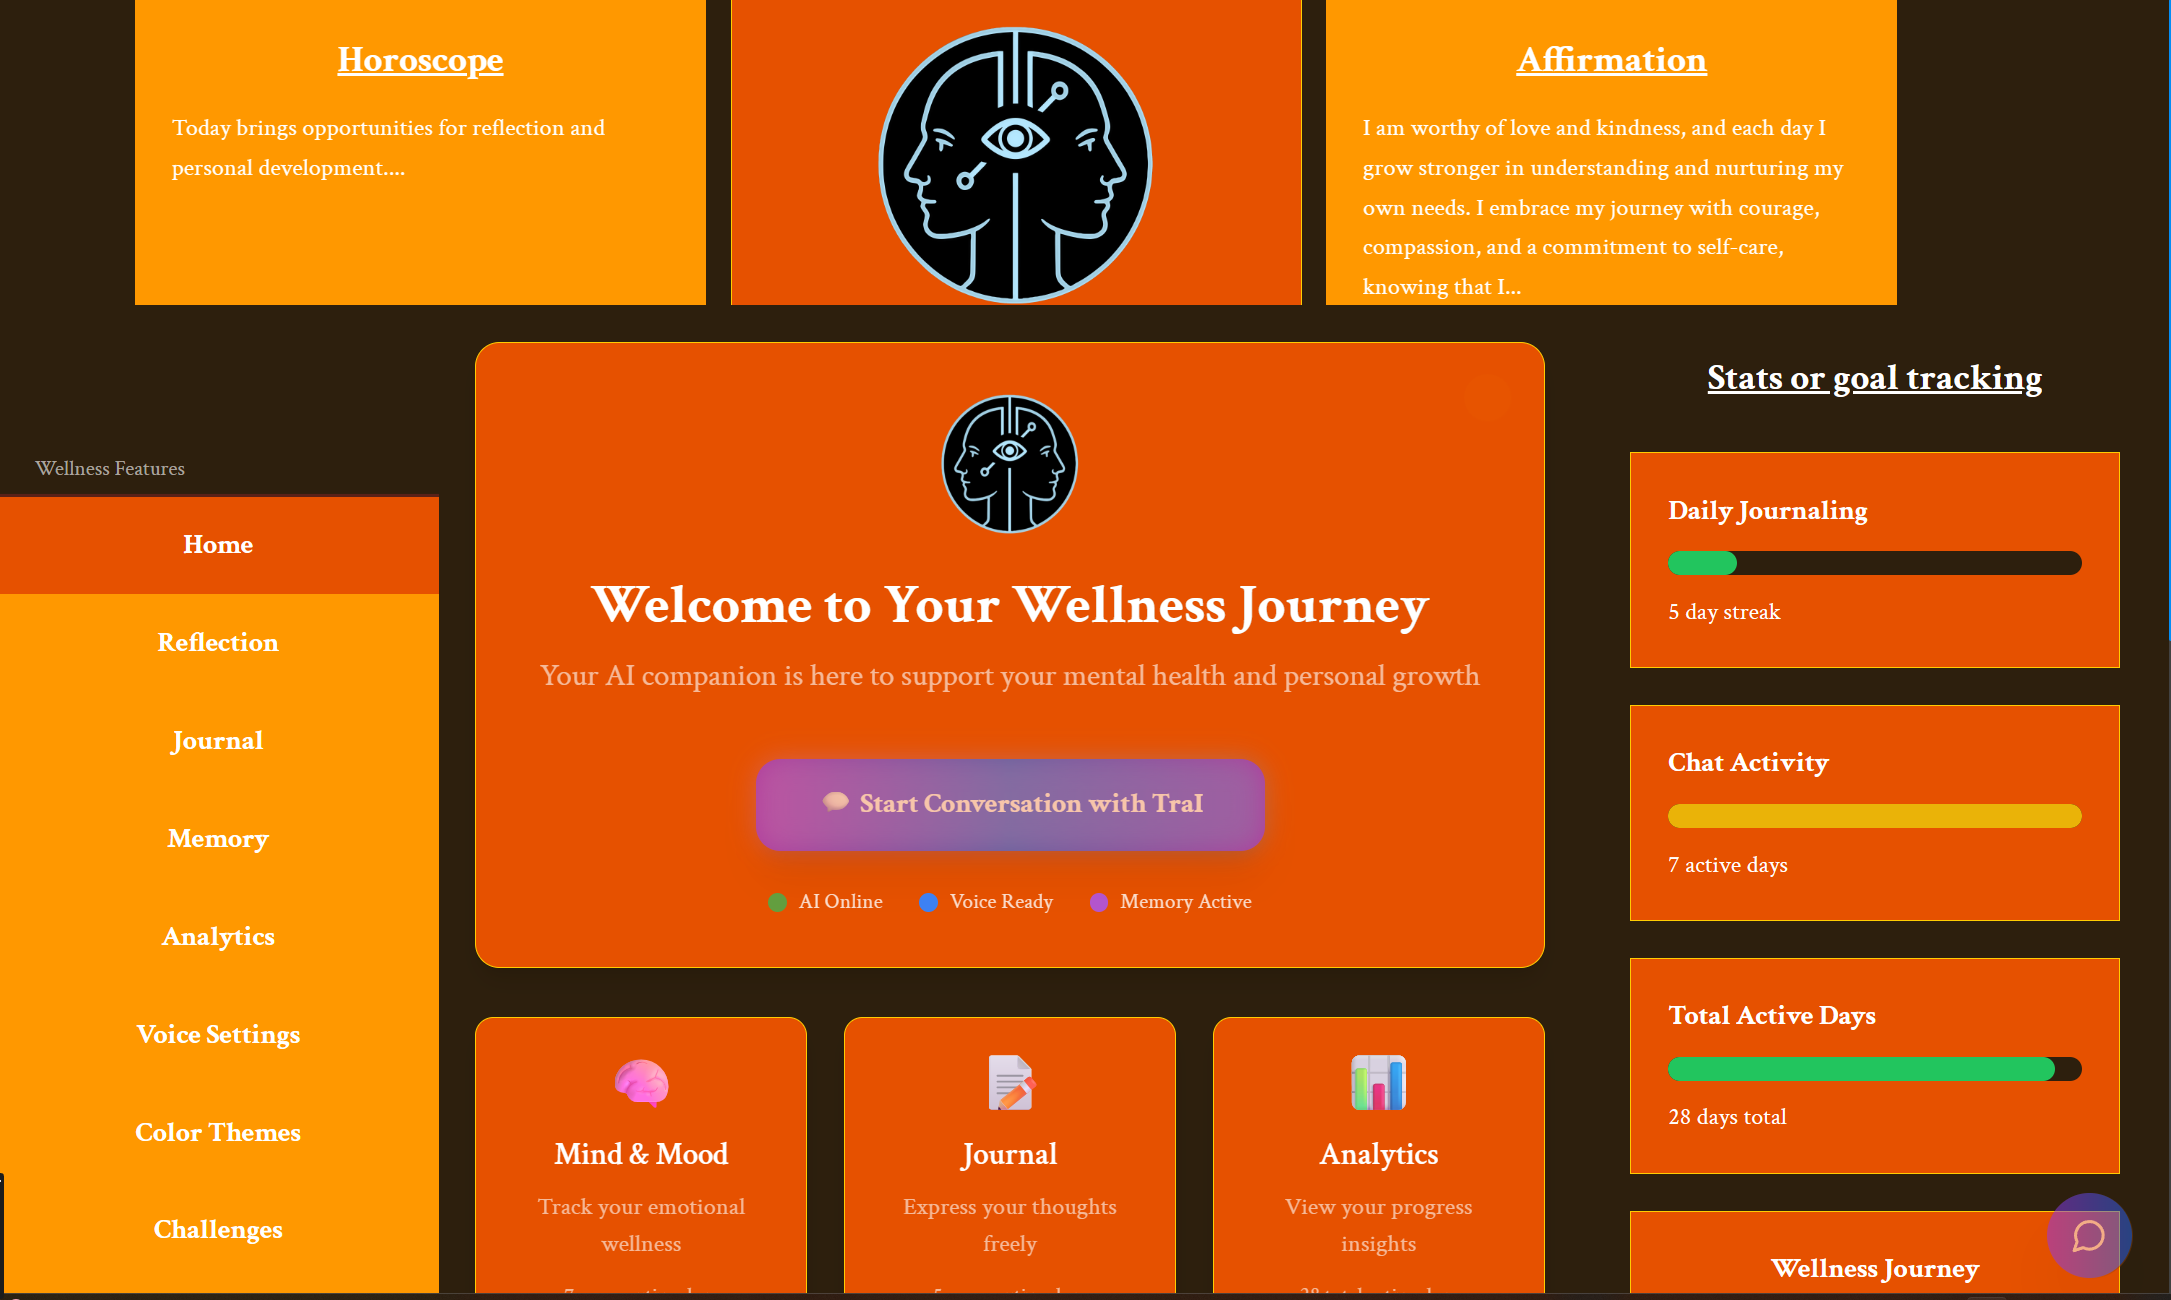 Horoscope
Today brings opportunities for reflection and
personal development....
Affirmation
I am worthy of love and kindness, and each day I
grow stronger in understanding and nurturing my
own needs. I embrace my journey with courage,
compassion, and a commitment to self-care,
knowing that I...
Wellness Features
Home
Reflection
Journal
Memory
Analytics
Voice Settings
Color Themes
Challenges
Welcome to Your Wellness Journey
Your AI companion is here to support your mental health and personal growth
Start Conversation with TraI
AI Online
Voice Ready
Memory Active
Mind & Mood
Track your emotional
wellness
Journal
Express your thoughts
freely
Analytics
View your progress
insights
Stats or goal tracking
Daily Journaling
5 day streak
Chat Activity
7 active days
Total Active Days
28 days total
Wellness Journey